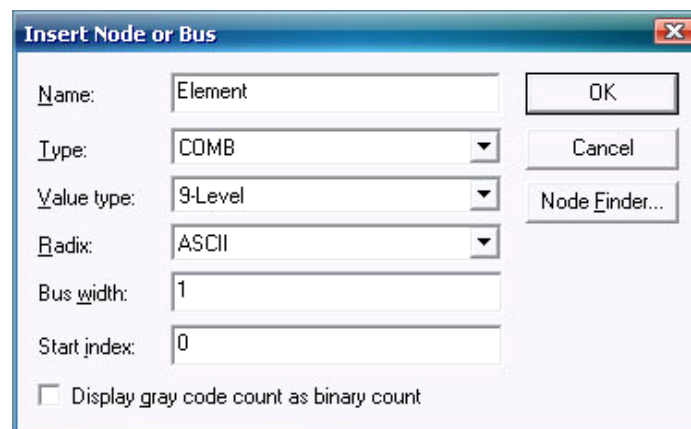 Insert Node or Bus
Name: Element OK
Type: COMB Cancel
Value type: 9-Level Node Finder...
Radix: ASCII
Bus width: 1
Start index: 0
Display gray code count as binary count